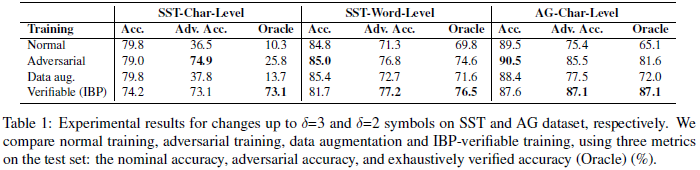 SST-Char-Level SST-Word-Level AG-Char-Level
Training Acc. Adv. Acc. Oracle Acc. Adv. Acc. Oracle Acc. Adv. Acc. Oracle
Normal 79.8 36.5 10.3 84.8 71.3 69.8 89.5 75.4 65.1
Adversarial 79.0 74.9 25.8 85.0 76.8 74.6 90.5 85.5 81.6
Data aug. 79.8 37.8 13.7 85.4 72.7 71.6 88.4 77.5 72.0
Verifiable (IBP) 74.2 73.1 73.1 81.7 77.2 76.5 87.6 87.1 87.1
Table 1: Experimental results for changes up to δ=3 and δ=2 symbols on SST and AG dataset, respectively. We
compare normal training, adversarial training, data augmentation and IBP-verifiable training, using three metrics
on the test set: the nominal accuracy, adversarial accuracy, and exhaustively verified accuracy (Oracle) (%).